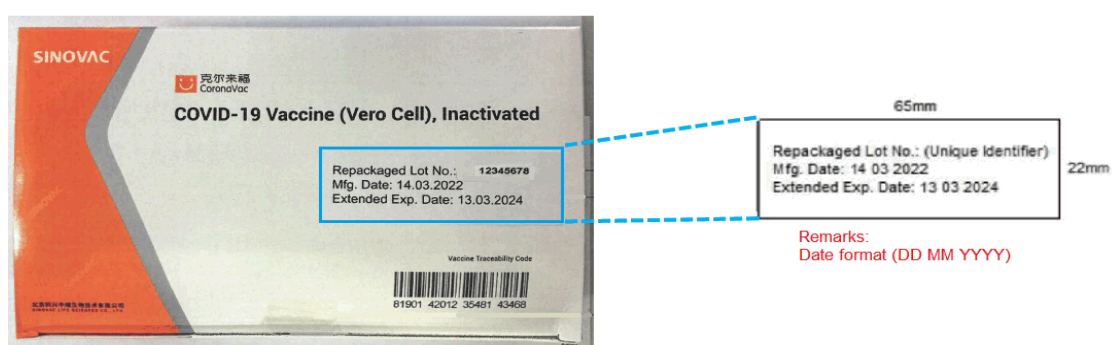 SINOVAC
克尔来福
CoronaVac
COVID-19 Vaccine (Vero Cell), Inactivated
Repackaged Lot No.: 12345678
Mfg. Date: 14.03.2022
Extended Exp. Date: 13.03.2024
Vaccine Traceability Code
81901 42012 35481 43468
SINOVAC LIFE SCIENCES CO., LTD.
65mm
Repackaged Lot No.: (Unique Identifier)
Mfg. Date: 14 03 2022
Extended Exp. Date: 13 03 2024
22mm
Remarks:
Date format (DD MM YYYY)